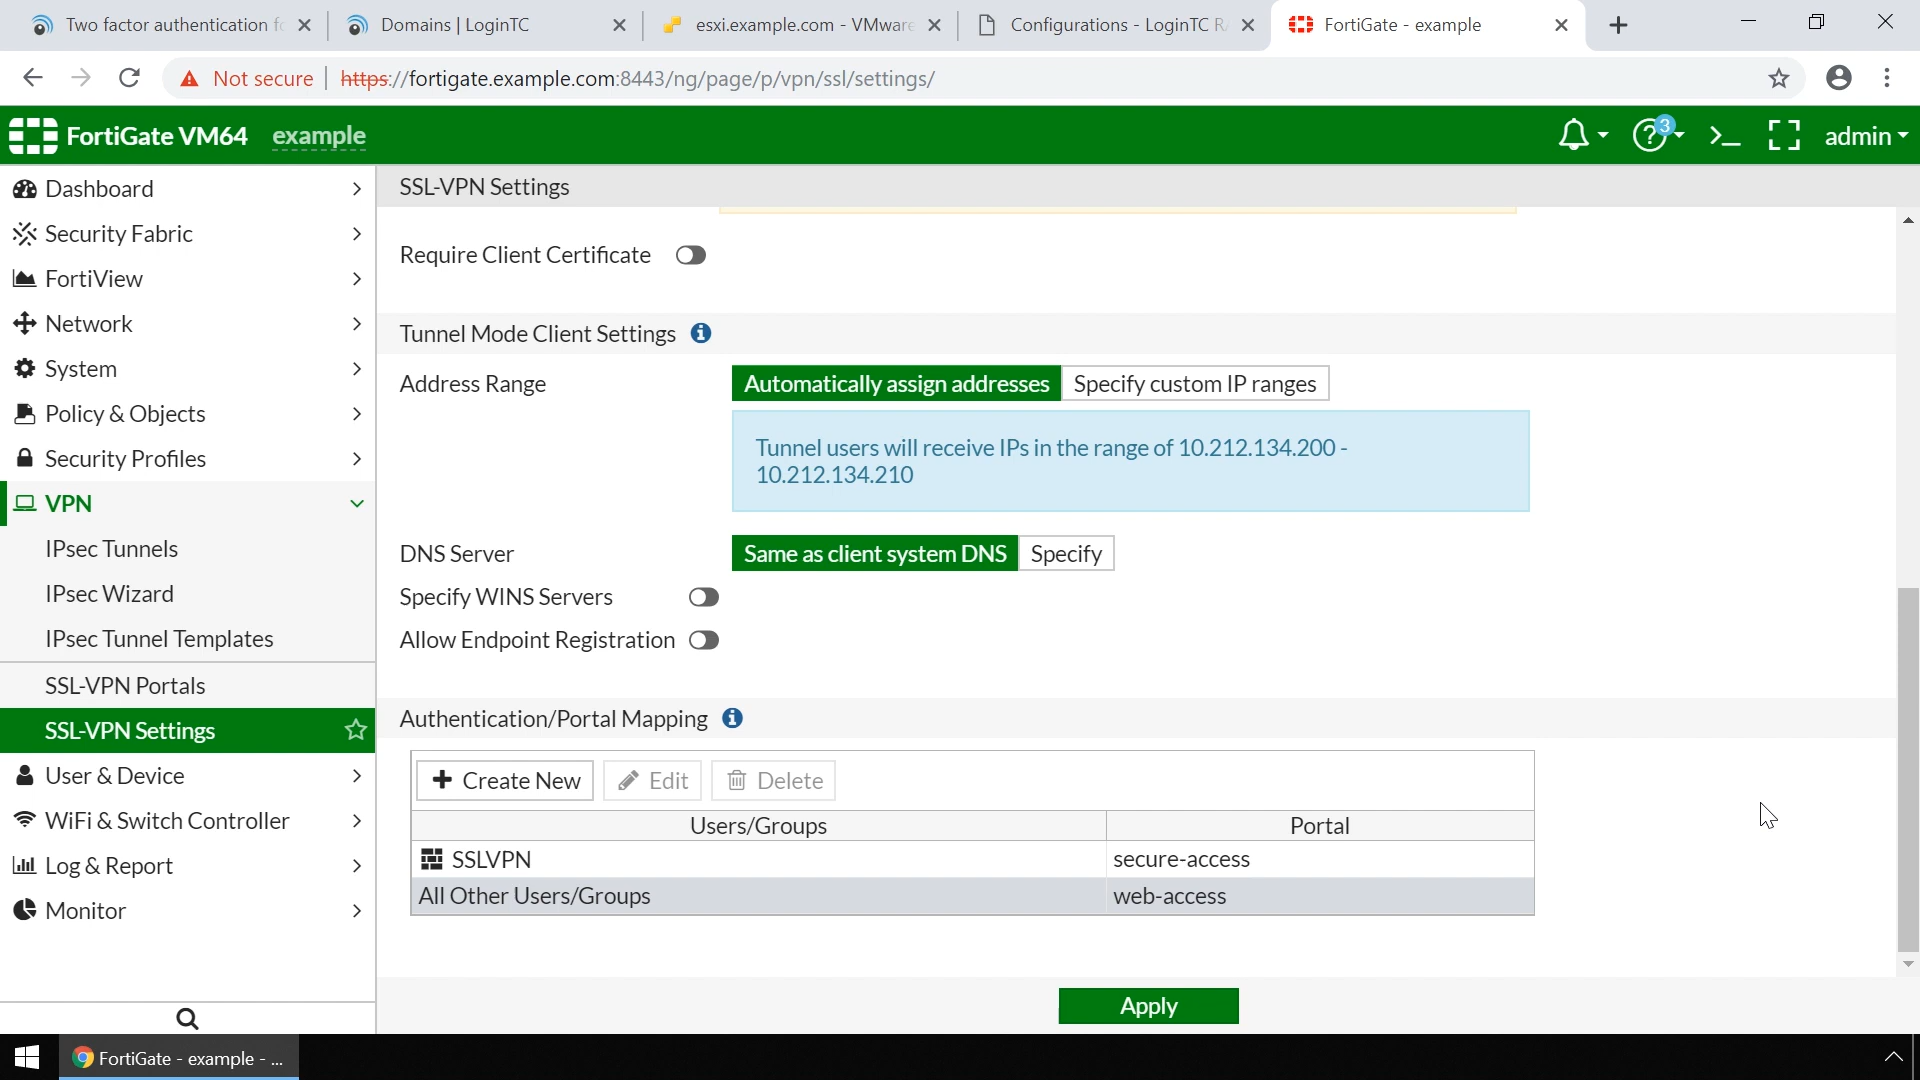 Two factor authentication fo
Domains | LoginTC
esxi.example.com - VMware
Configurations - LoginTC RA
FortiGate - example
Not secure
https://fortigate.example.com:8443/ng/page/p/vpn/ssl/settings/
FortiGate VM64
example
3
>_
admin
Dashboard
Security Fabric
FortiView
Network
System
Policy & Objects
Security Profiles
VPN
IPsec Tunnels
IPsec Wizard
IPsec Tunnel Templates
SSL-VPN Portals
SSL-VPN Settings
User & Device
WiFi & Switch Controller
Log & Report
Monitor
SSL-VPN Settings
Require Client Certificate
Tunnel Mode Client Settings
Address Range
Automatically assign addresses
Specify custom IP ranges
Tunnel users will receive IPs in the range of 10.212.134.200 -
10.212.134.210
DNS Server
Same as client system DNS
Specify
Specify WINS Servers
Allow Endpoint Registration
Authentication/Portal Mapping
+ Create New
Edit
Delete
Users/Groups
Portal
SSLVPN
secure-access
All Other Users/Groups
web-access
Apply
FortiGate - example - ...